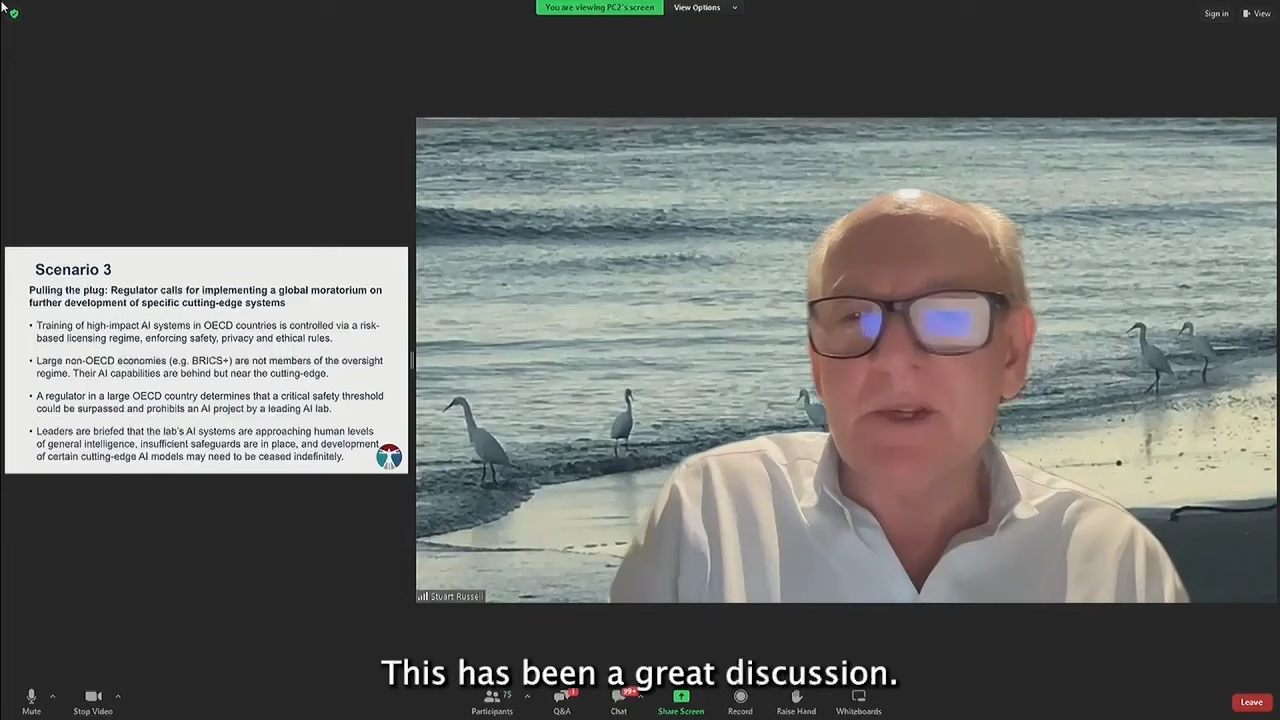 You are viewing PC2's screen
View Options
Sign in
View
Scenario 3
Pulling the plug: Regulator calls for implementing a global moratorium on
further development of specific cutting-edge systems
• Training of high-impact AI systems in OECD countries is controlled via a risk-
based licensing regime, enforcing safety, privacy and ethical rules.
• Large non-OECD economies (e.g. BRICS+) are not members of the oversight
regime. Their AI capabilities are behind but near the cutting-edge.
• A regulator in a large OECD country determines that a critical safety threshold
could be surpassed and prohibits an AI project by a leading AI lab.
• Leaders are briefed that the lab's AI systems are approaching human levels
of general intelligence, insufficient safeguards are in place, and development
of certain cutting-edge AI models may need to be ceased indefinitely.
Stuart Russell
This has been a great discussion.
75
1
99+
Mute
Stop Video
Participants
Q&A
Chat
Share Screen
Record
Raise Hand
Whiteboards
Leave